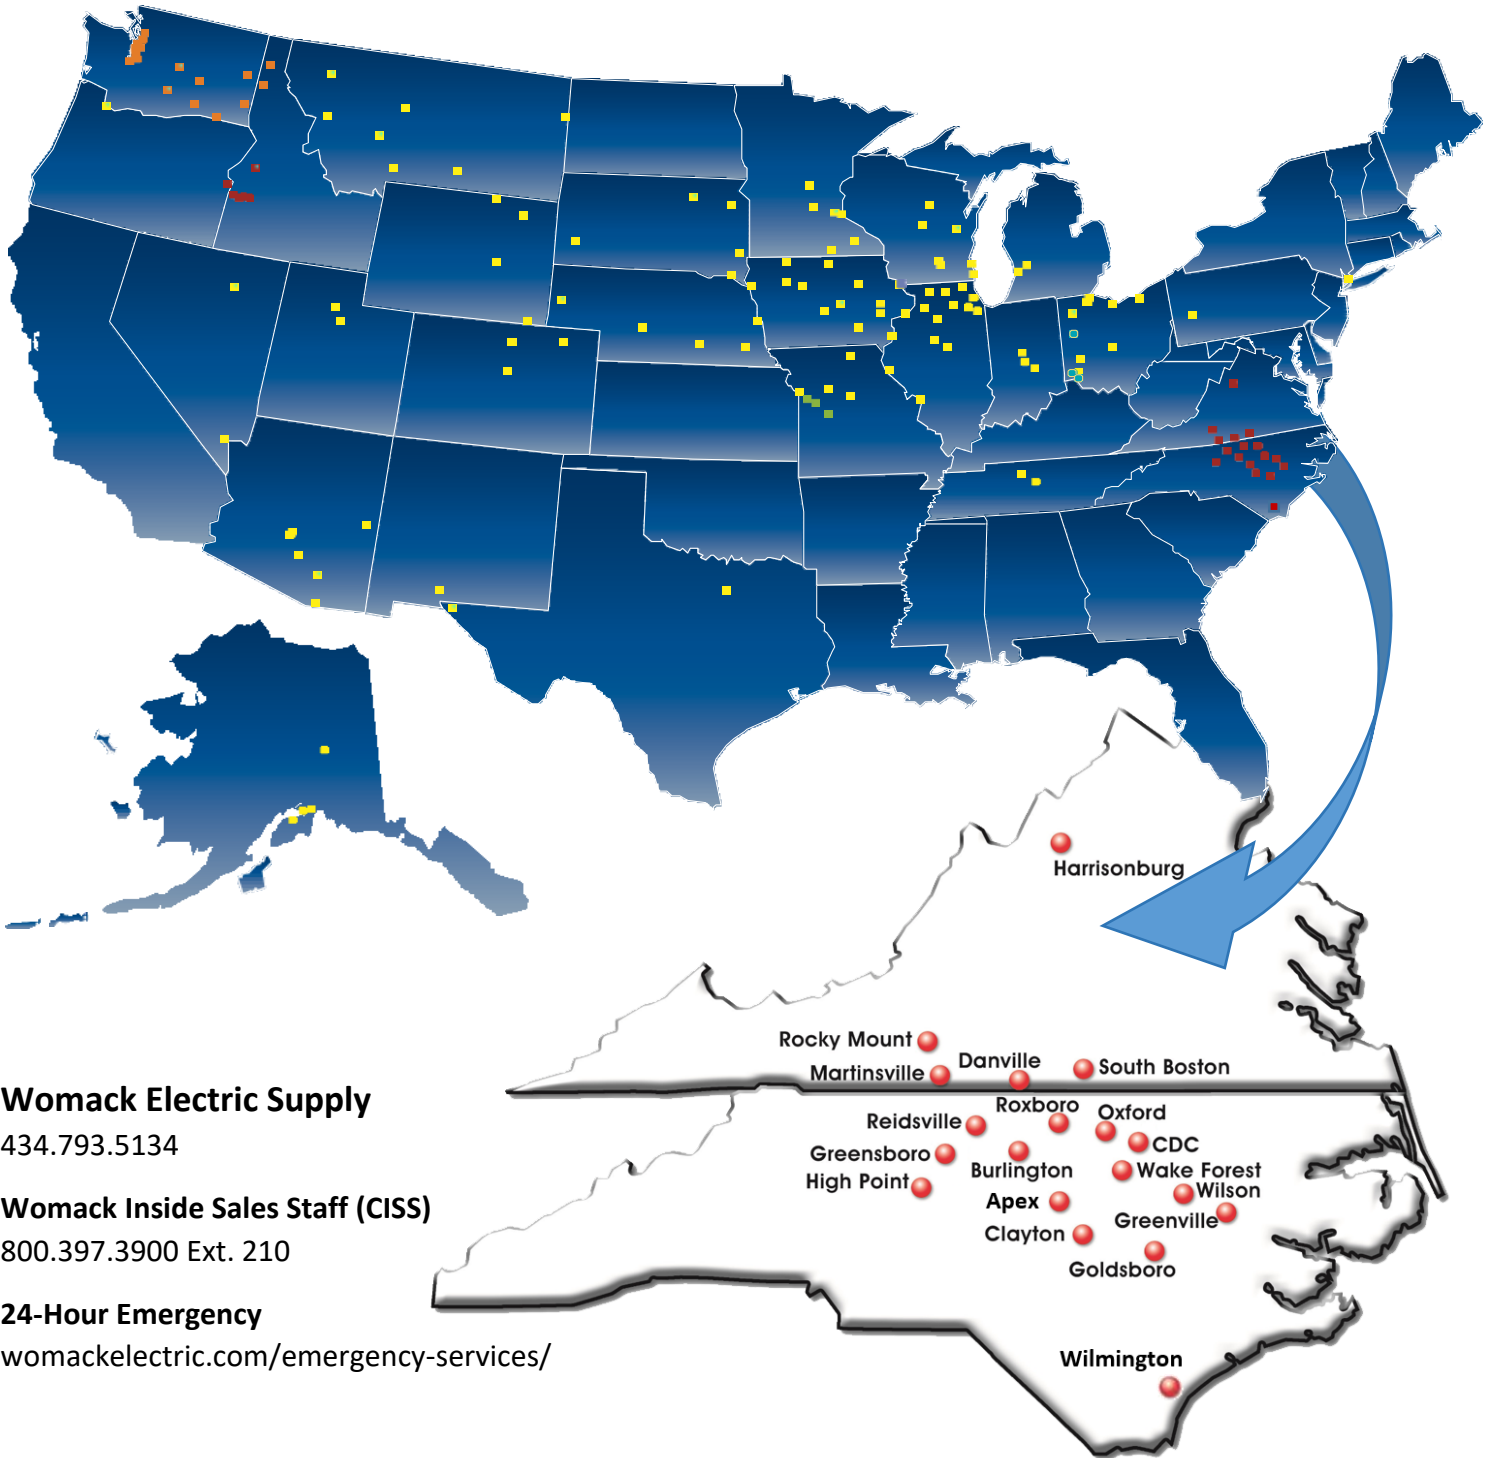 Harrisonburg
Rocky Mount
Danville
South Boston
Martinsville
Roxboro
Oxford
Reidsville
CDC
Greensboro
Burlington
Wake Forest
High Point
Wilson
Apex
Greenville
Clayton
Goldsboro
Wilmington
Womack Electric Supply
434.793.5134
Womack Inside Sales Staff (CISS)
800.397.3900 Ext. 210
24-Hour Emergency
womackelectric.com/emergency-services/